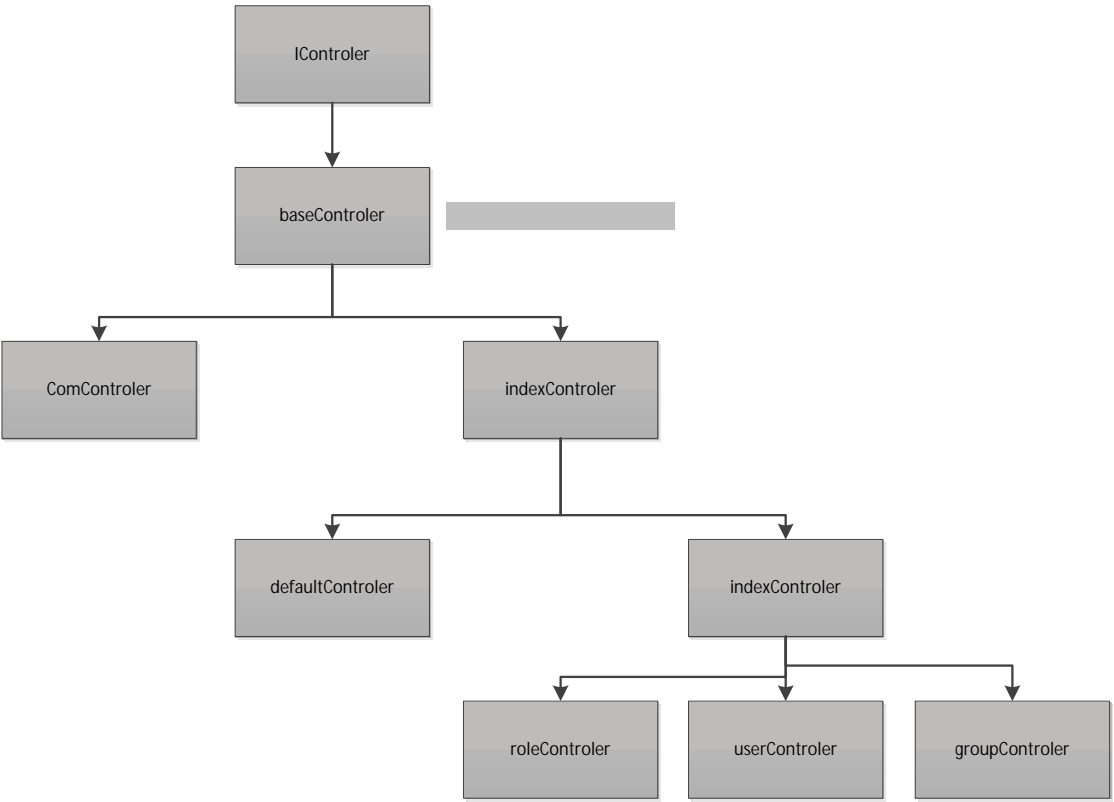 IControler
baseControler
ComControler
indexControler
defaultControler
indexControler
roleControler
userControler
groupControler